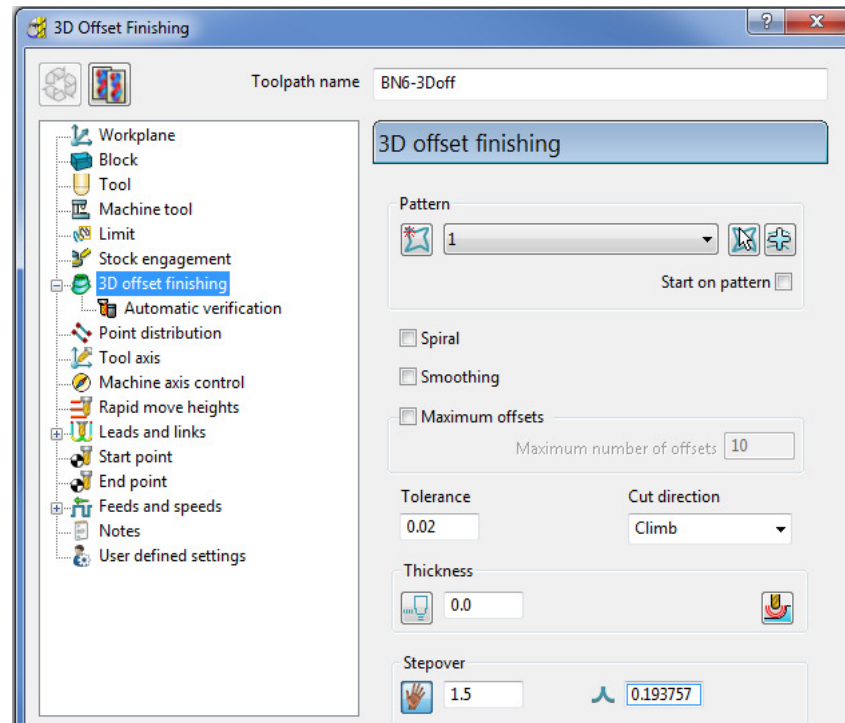 3D Offset Finishing
Toolpath name BN6-3Doff
Workplane
Block
Tool
Machine tool
Limit
Stock engagement
3D offset finishing
Automatic verification
Point distribution
Tool axis
Machine axis control
Rapid move heights
Leads and links
Start point
End point
Feeds and speeds
Notes
User defined settings
3D offset finishing
Pattern
1
Start on pattern
Spiral
Smoothing
Maximum offsets
Maximum number of offsets 10
Tolerance Cut direction
0.02 Climb
Thickness
0.0
Stepover
1.5 0.193757